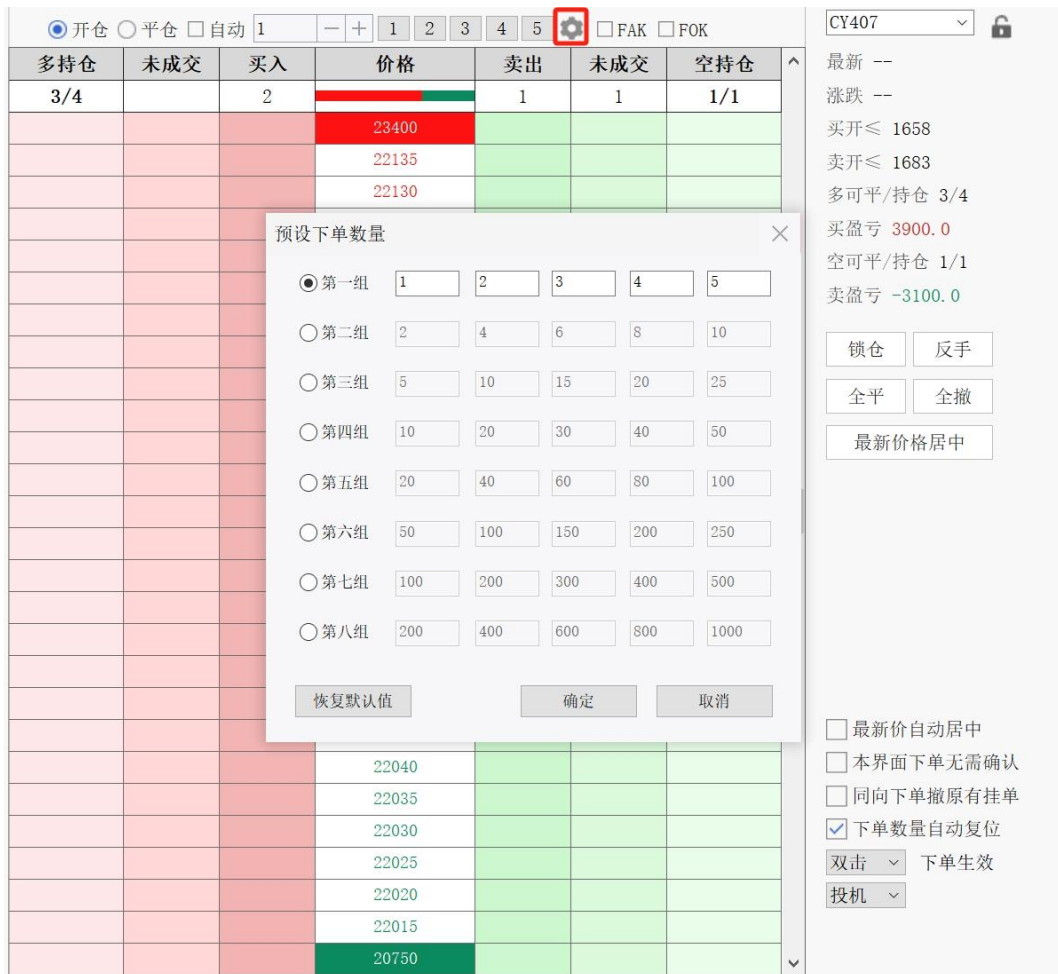 开仓 平仓 自动 1 − + 1 2 3 4 5 FAK FOK
多持仓 未成交 买入 价格 卖出 未成交 空持仓
3/4 2 1 1 1/1
23400
22135
22130
预设下单数量
第一组 1 2 3 4 5
第二组 2 4 6 8 10
第三组 5 10 15 20 25
第四组 10 20 30 40 50
第五组 20 40 60 80 100
第六组 50 100 150 200 250
第七组 100 200 300 400 500
第八组 200 400 600 800 1000
恢复默认值 确定 取消
22040
22035
22030
22025
22020
22015
20750
CY407
最新 --
涨跌 --
买开≤ 1658
卖开≤ 1683
多可平/持仓 3/4
买盈亏 3900.0
空可平/持仓 1/1
卖盈亏 -3100.0
锁仓 反手
全平 全撤
最新价格居中
最新价自动居中
本界面下单无需确认
同向下单撤原有挂单
下单数量自动复位
双击 下单生效
投机